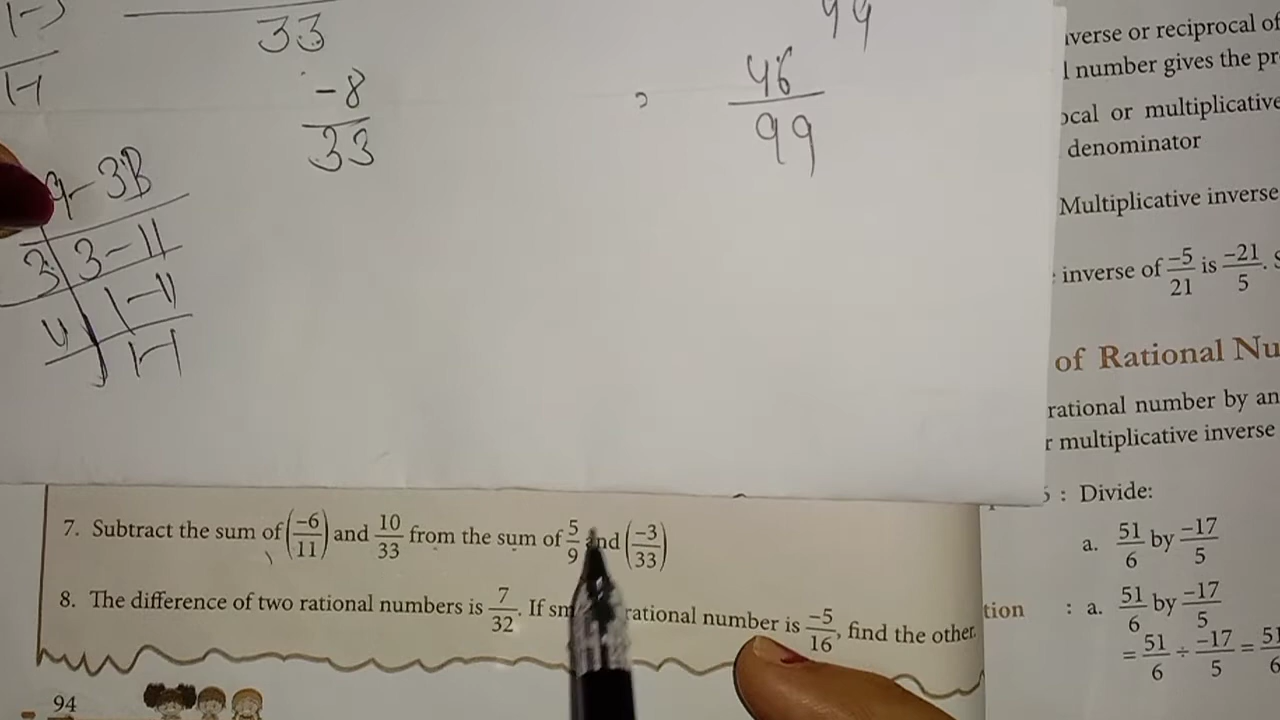 33
99
-8
33
,
46
99
9-33
3 3-11
11 1-11
1-1
7. Subtract the sum of (-6/11) and 10/33 from the sum of 5/9 and (-3/33)
8. The difference of two rational numbers is 7/32. If rational number is -5/16, find the other.
94
verse or reciprocal of
l number gives the pr
ocal or multiplicative
denominator
Multiplicative inverse
inverse of -5/21 is -21/5. S
of Rational Nu
rational number by an
r multiplicative inverse
: Divide:
a. 51/6 by -17/5
tion : a. 51/6 by -17/5
= 51/6 ÷ -17/5 = 51/6